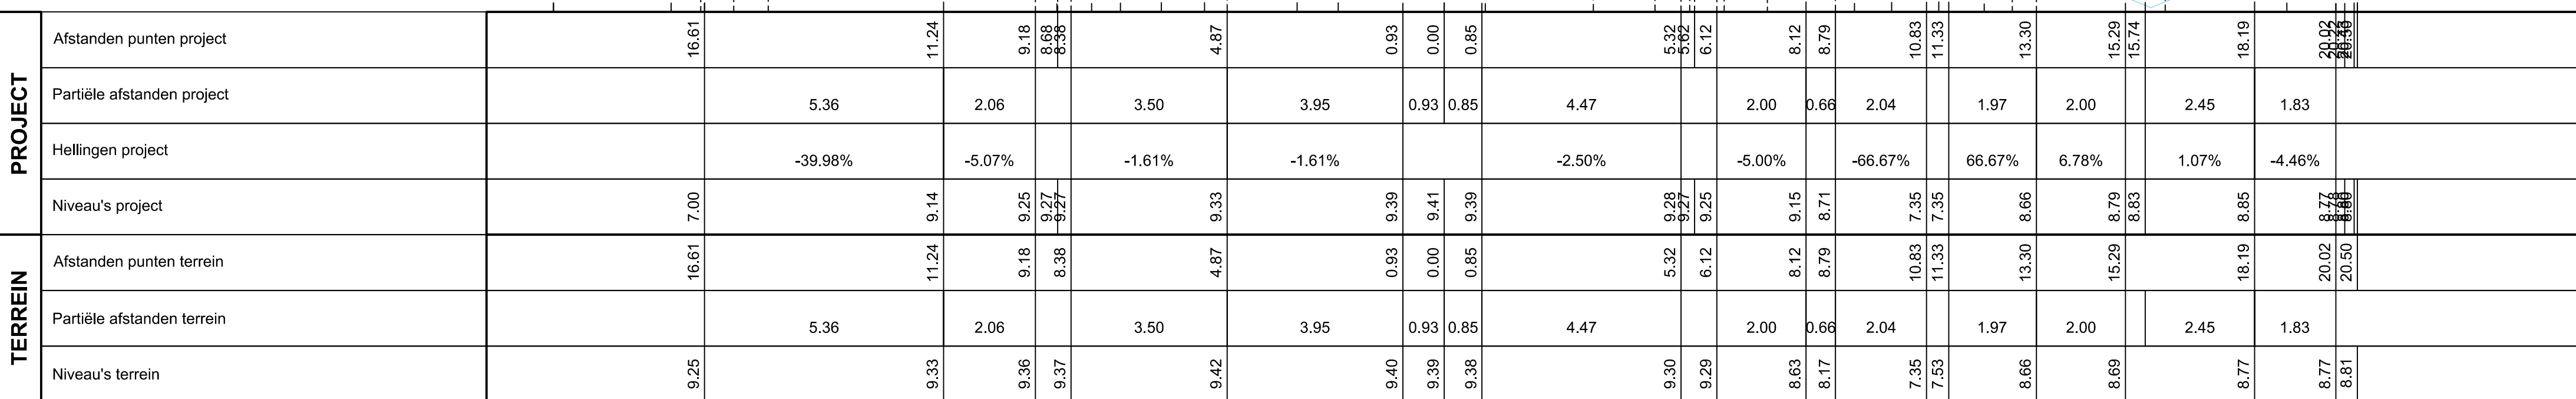 PROJECT
Afstanden punten project 16.61 11.24 9.18 8.68 8.38 4.87 0.93 0.00 0.85 5.32 5.62 6.12 8.12 8.79 10.83 11.33 13.30 15.29 15.74 18.19 20.02 20.22
Partiële afstanden project 5.36 2.06 3.50 3.95 0.93 0.85 4.47 2.00 0.66 2.04 1.97 2.00 2.45 1.83
Hellingen project -39.98% -5.07% -1.61% -1.61% -2.50% -5.00% -66.67% 66.67% 6.78% 1.07% -4.46%
Niveau's project 7.00 9.14 9.25 9.27 9.27 9.33 9.39 9.41 9.39 9.28 9.27 9.25 9.15 8.71 7.35 7.35 8.66 8.79 8.83 8.85 8.77 8.78
TERREIN
Afstanden punten terrein 16.61 11.24 9.18 8.38 4.87 0.93 0.00 0.85 5.32 6.12 8.12 8.79 10.83 11.33 13.30 15.29 18.19 20.02 20.50
Partiële afstanden terrein 5.36 2.06 3.50 3.95 0.93 0.85 4.47 2.00 0.66 2.04 1.97 2.00 2.45 1.83
Niveau's terrein 9.25 9.33 9.36 9.37 9.42 9.40 9.39 9.38 9.30 9.29 8.63 8.17 7.35 7.53 8.66 8.69 8.77 8.77 8.81